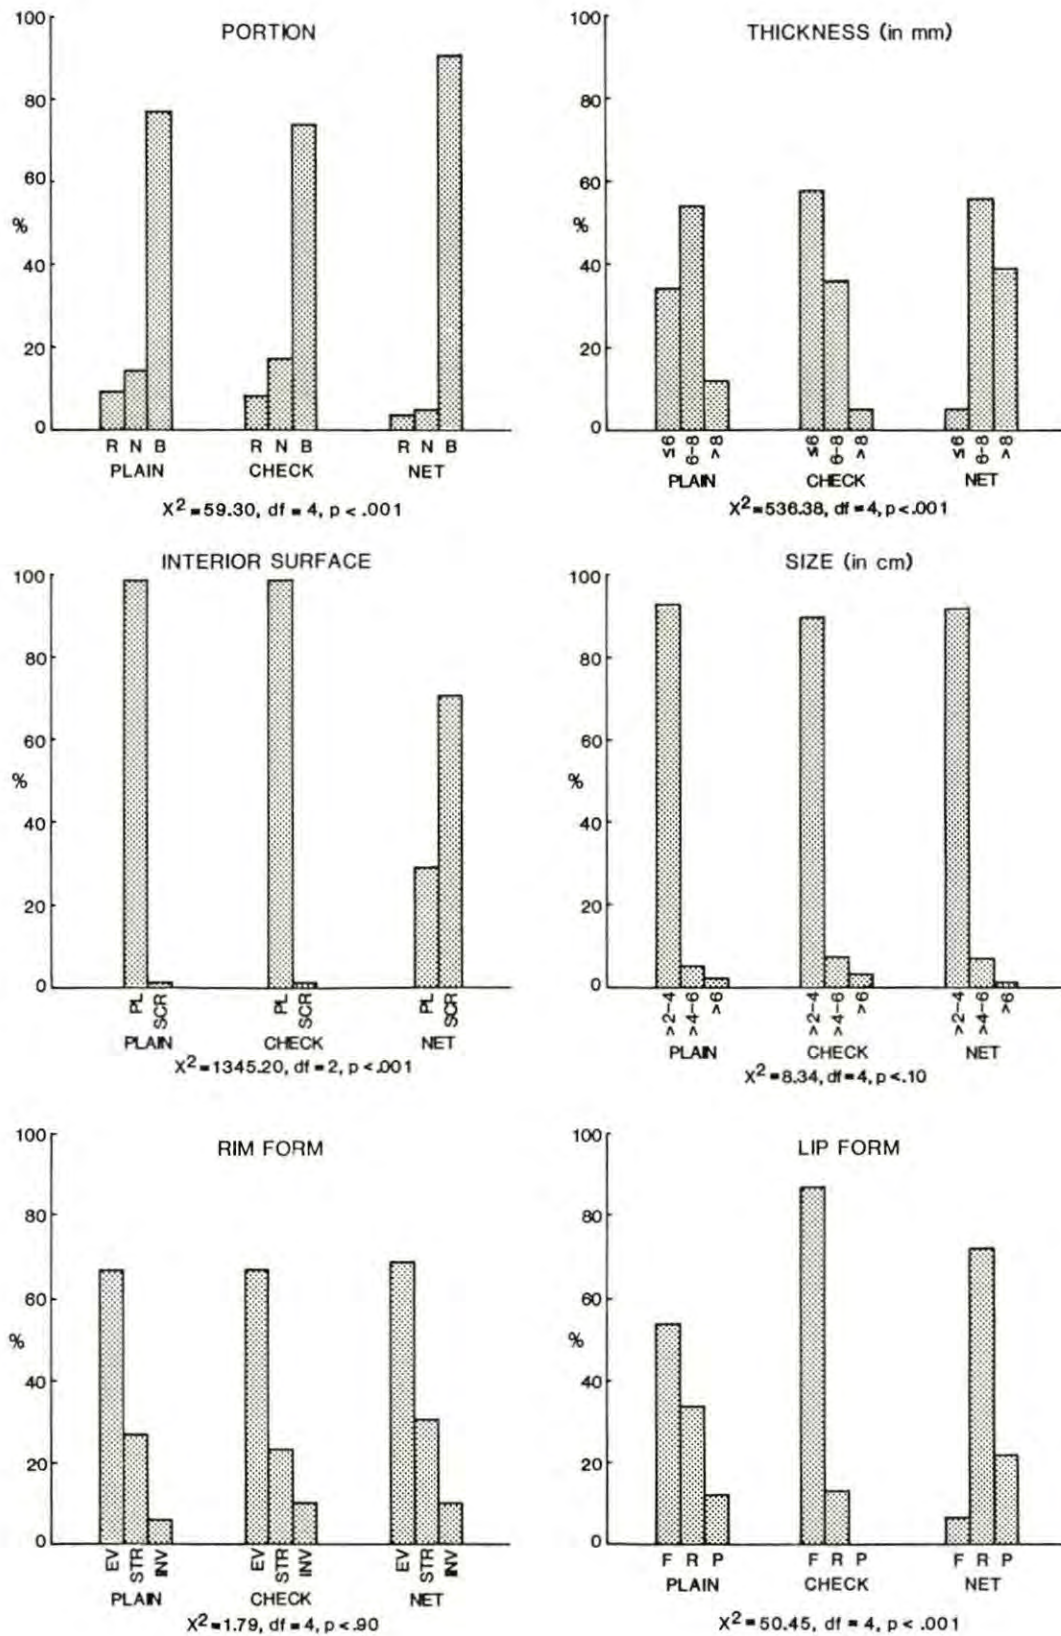 PORTION
100
80
60
%
40
20
0
R N B R N B R N B
PLAIN CHECK NET
X²=59.30, df = 4, p < .001
THICKNESS (in mm)
100
80
60
%
40
20
0
≤6 6-8 >8 ≤6 6-8 >8 ≤6 6-8 >8
PLAIN CHECK NET
X²=536.38, df = 4, p < .001
INTERIOR SURFACE
100
80
60
%
40
20
0
PL SCR PL SCR PL SCR
PLAIN CHECK NET
X²=1345.20, df = 2, p < .001
SIZE (in cm)
100
80
60
%
40
20
0
>2-4 >4-6 >6 >2-4 >4-6 >6 >2-4 >4-6 >6
PLAIN CHECK NET
X²=8.34, df=4, p <.10
RIM FORM
100
80
60
%
40
20
0
EV STR INV EV STR INV EV STR INV
PLAIN CHECK NET
X²=1.79, df = 4, p <.90
LIP FORM
100
80
60
%
40
20
0
F R P F R P F R P
PLAIN CHECK NET
X²=50.45, df = 4, p < .001